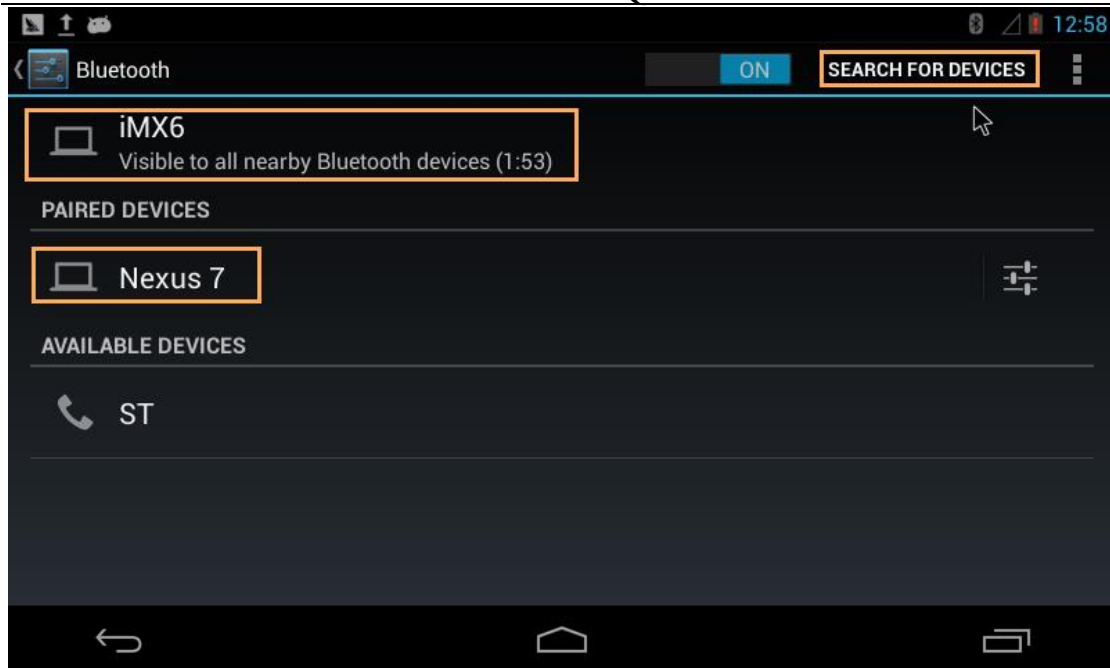 12:58
Bluetooth ON SEARCH FOR DEVICES
iMX6
Visible to all nearby Bluetooth devices (1:53)
PAIRED DEVICES
Nexus 7
AVAILABLE DEVICES
ST